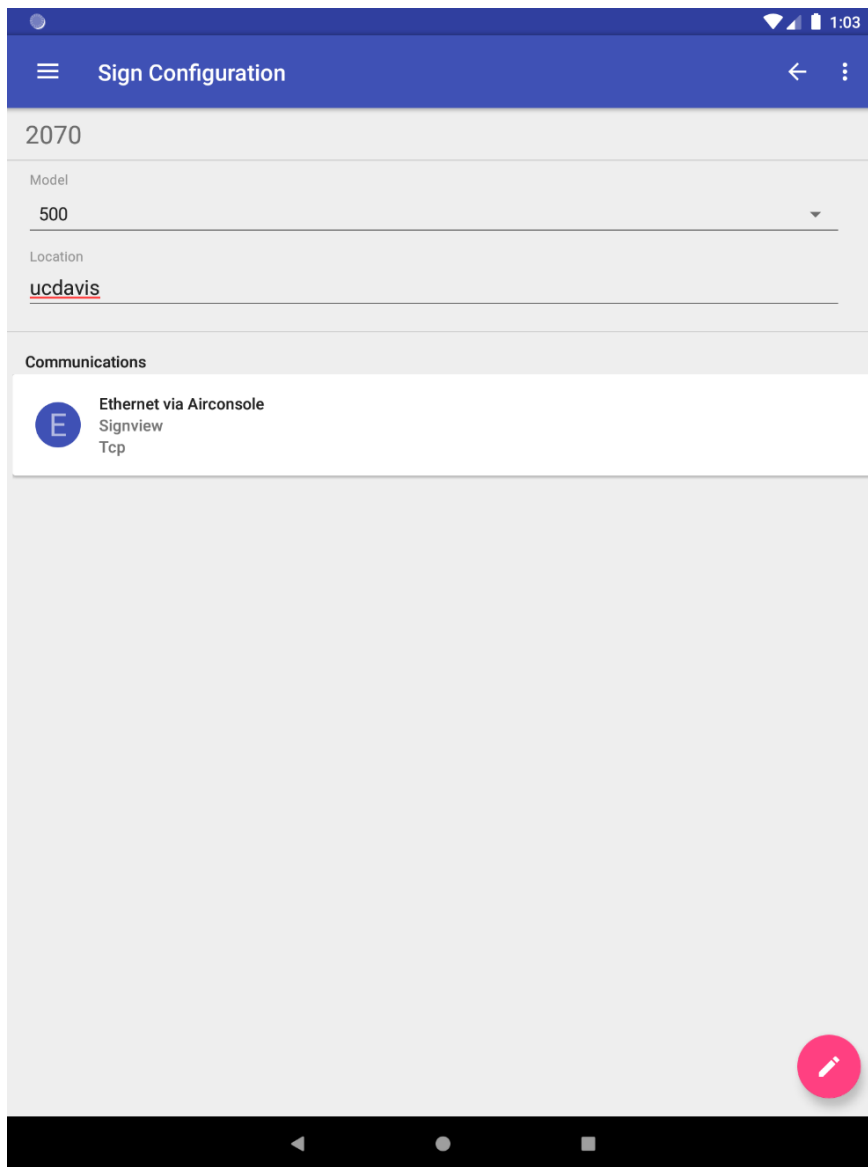 1:03
Sign Configuration
2070
Model
500
Location
ucdavis
Communications
E
Ethernet via Airconsole
Signview
Tcp